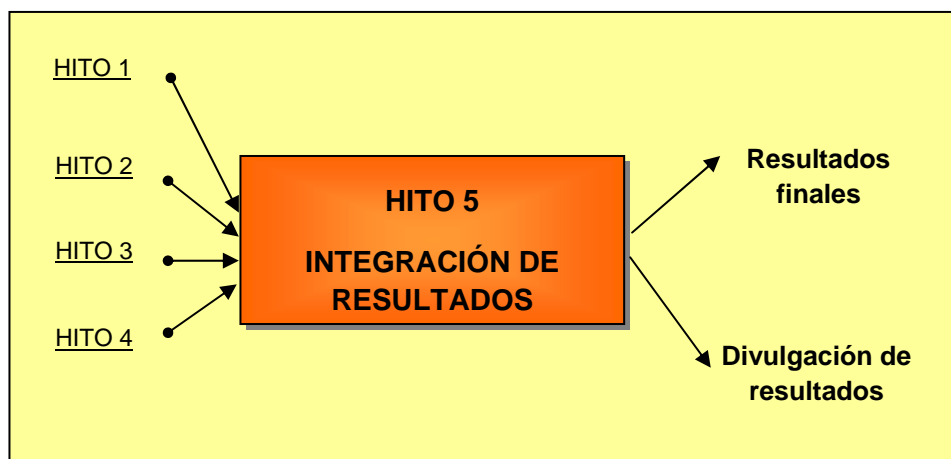 HITO 1
HITO 2
HITO 3
HITO 4
HITO 5
INTEGRACIÓN DE
RESULTADOS
Resultados
finales
Divulgación de
resultados